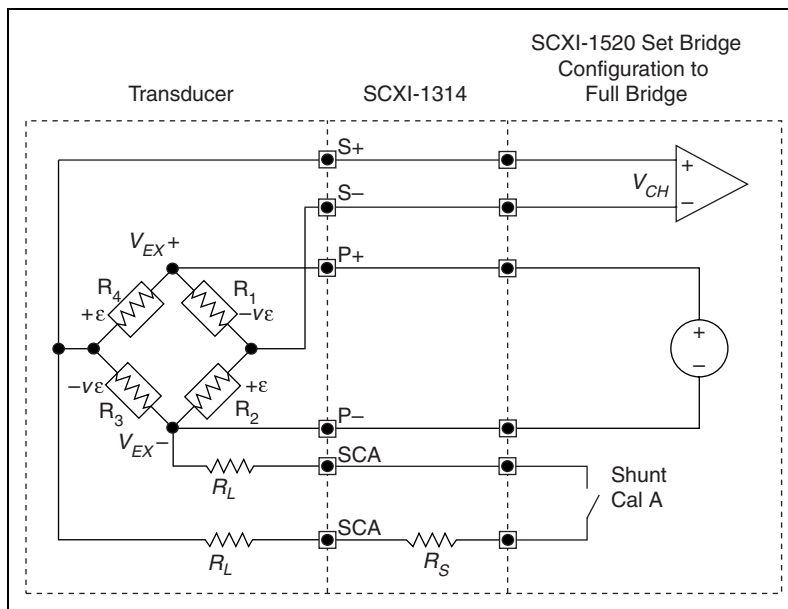 SCXI-1520 Set Bridge
Configuration to
Full Bridge
Transducer
SCXI-1314
S+
V_CH
+
–
S–
V_EX+
P+
R_4
R_1
+ε
–νε
+
–
–νε
+ε
R_3
R_2
V_EX–
P–
SCA
R_L
Shunt
Cal A
SCA
R_L
R_S